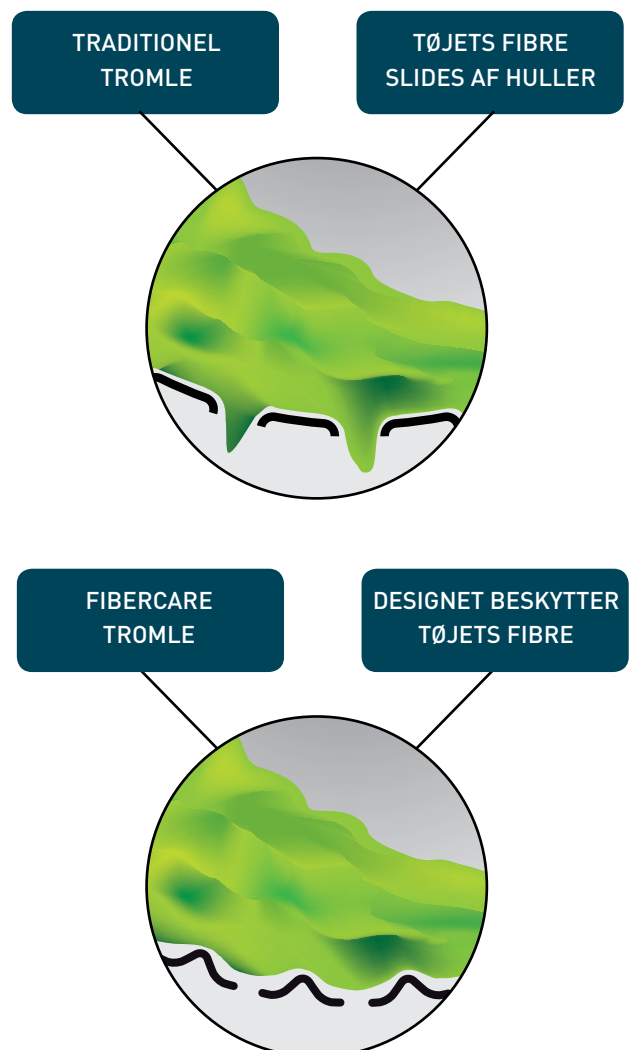 TRADITIONEL
TROMLE
TØJETS FIBRE
SLIDES AF HULLER
FIBERCARE
TROMLE
DESIGNET BESKYTTER
TØJETS FIBRE